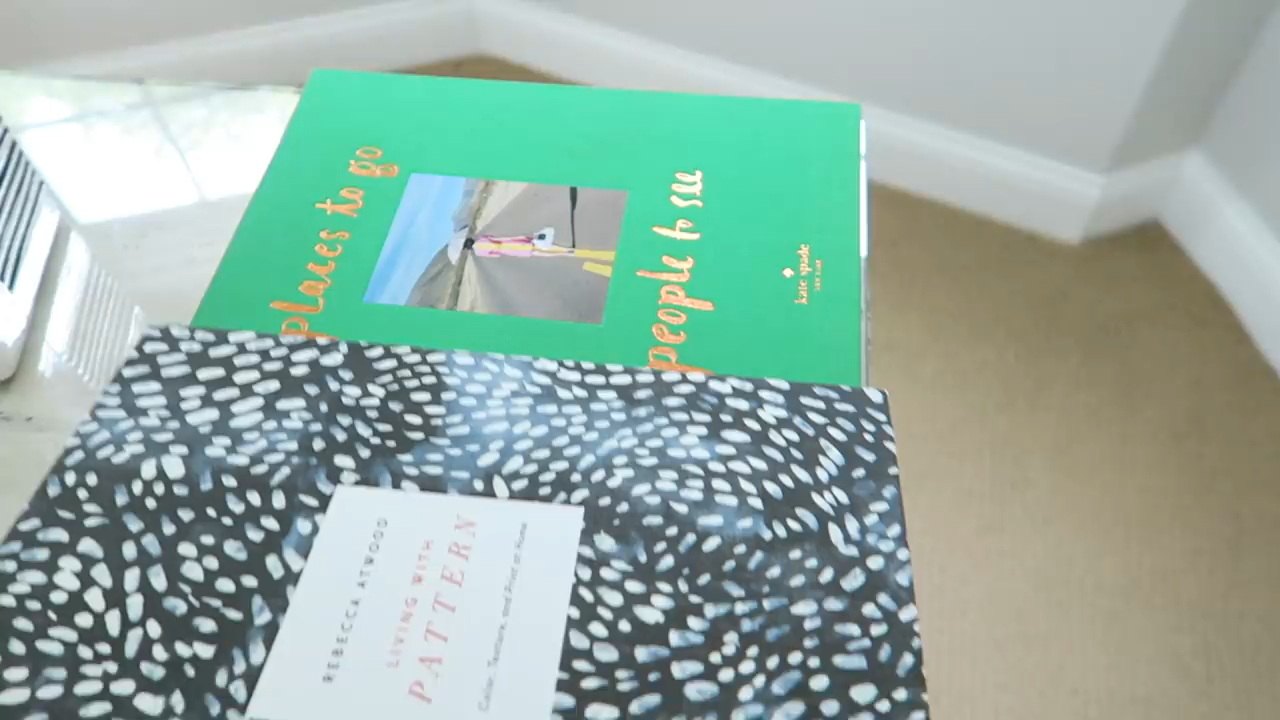 places to go
people to see
kate spade
NEW YORK
REBECCA ATWOOD
LIVING WITH
PATTERN
Color, Texture, and Print at Home